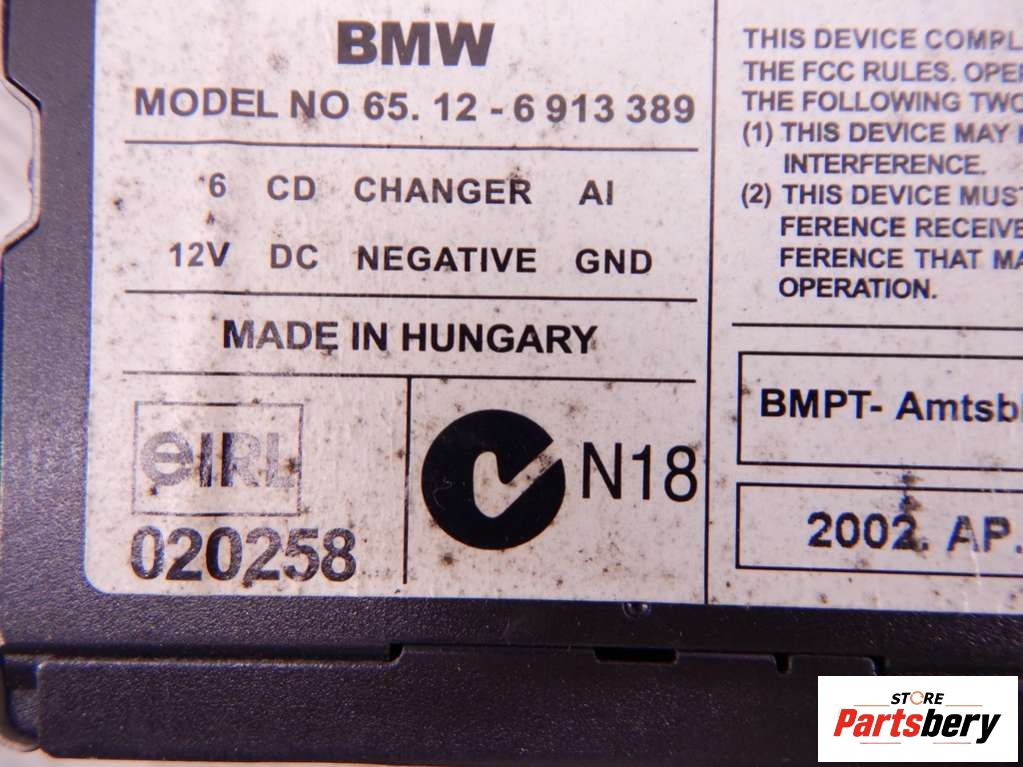 BMW
MODEL NO 65. 12 - 6 913 389
6 CD CHANGER AI
12V DC NEGATIVE GND
MADE IN HUNGARY
eIRL
020258
N18
THIS DEVICE COMPL
THE FCC RULES. OPER
THE FOLLOWING TWO
(1) THIS DEVICE MAY
INTERFERENCE.
(2) THIS DEVICE MUST
FERENCE RECEIVE
FERENCE THAT MA
OPERATION.
BMPT- Amtsbl
2002. AP.
STORE
Partsbery